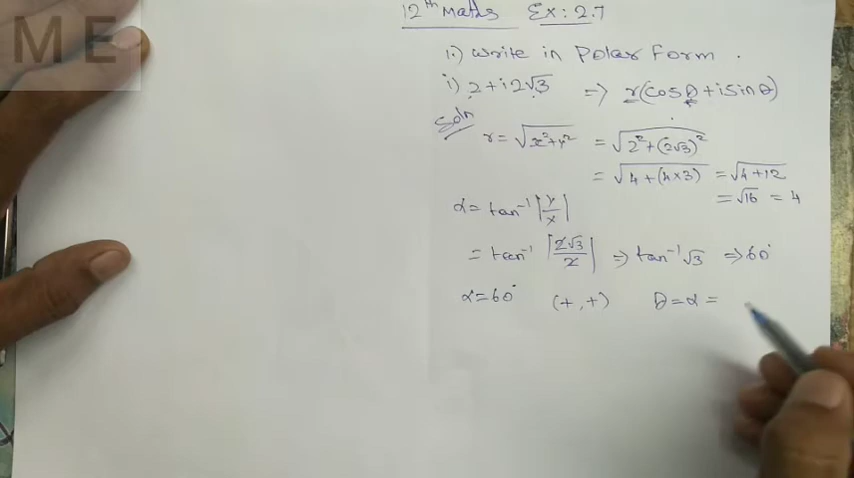 ME
12th Maths Ex: 2.7
1.) Write in Polar Form.
i) 2+i2√3 => r(cosθ+isinθ)
Soln
r = √x²+y² = √2²+(2√3)²
= √4+(4×3) = √4+12
= √16 = 4
α = tan⁻¹|y/x|
= tan⁻¹|2√3/2| => tan⁻¹√3 => 60°
α=60° (+,+) θ=α=